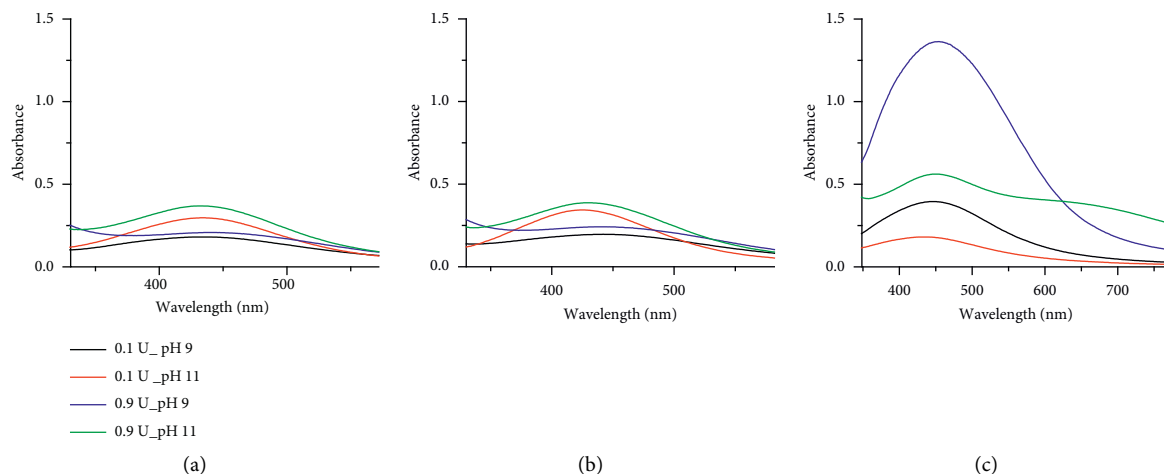 1.5
1.0
0.5
0.0
Absorbance
400
500
Wavelength (nm)
1.5
1.0
0.5
0.0
Absorbance
400
500
Wavelength (nm)
1.5
1.0
0.5
0.0
Absorbance
400
500
600
700
Wavelength (nm)
0.1 U_ pH 9
0.1 U _pH 11
0.9 U_pH 9
0.9 U_pH 11
(a)
(b)
(c)